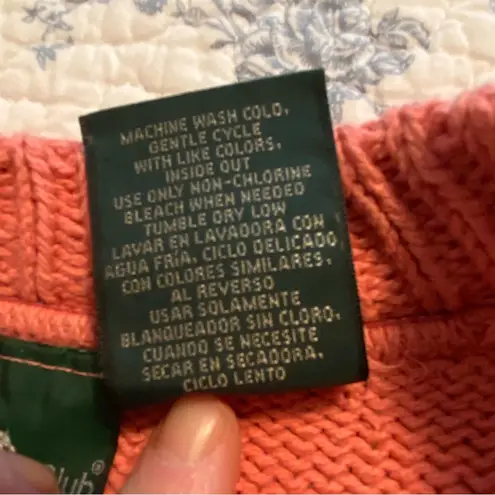 MACHINE WASH COLD,
GENTLE CYCLE
WITH LIKE COLORS,
INSIDE OUT
USE ONLY NON-CHLORINE
BLEACH WHEN NEEDED
TUMBLE DRY LOW
LAVAR EN LAVADORA CON
AGUA FRÍA, CICLO DELICADO
CON COLORES SIMILARES,
AL REVERSO
USAR SOLAMENTE
BLANQUEADOR SIN CLORO,
CUANDO SE NECESITE
SECAR EN SECADORA,
CICLO LENTO
Club®